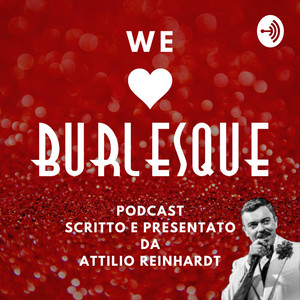 WE
BURLESQUE
PODCAST
SCRITTO E PRESENTATO
DA
ATTILIO REINHARDT